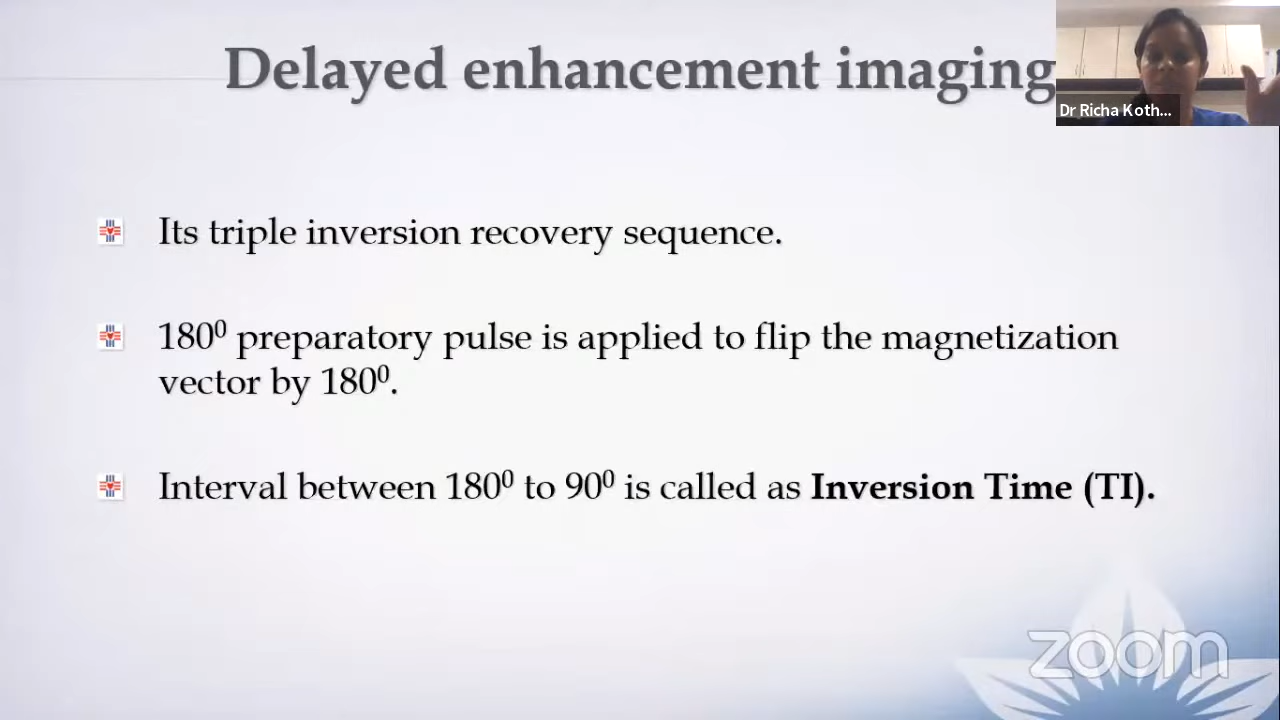 Delayed enhancement imaging
Dr Richa Koth...
Its triple inversion recovery sequence.
180⁰ preparatory pulse is applied to flip the magnetization
vector by 180⁰.
Interval between 180⁰ to 90⁰ is called as Inversion Time (TI).
zoom